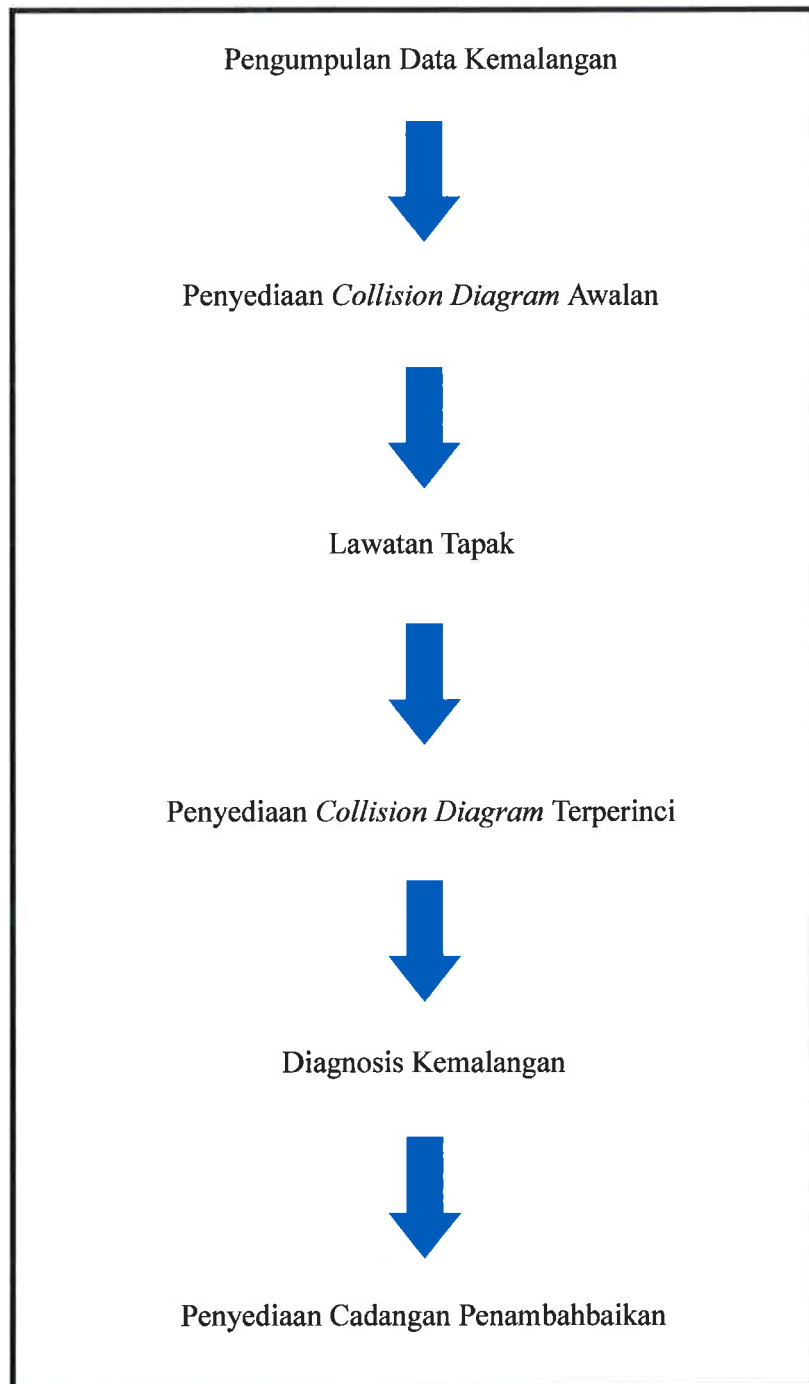 Pengumpulan Data Kemalangan
Penyediaan Collision Diagram Awalan
Lawatan Tapak
Penyediaan Collision Diagram Terperinci
Diagnosis Kemalangan
Penyediaan Cadangan Penambahbaikan